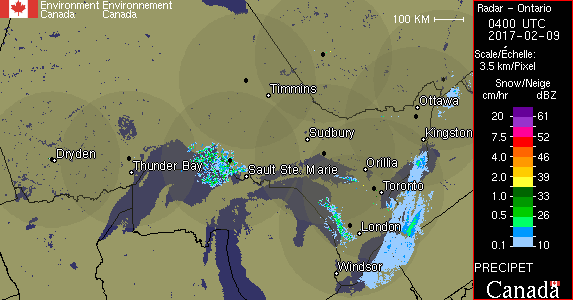 Environment Environnement
Canada Canada
100 KM
Timmins
Ottawa
Sudbury
Kingston
Dryden
Thunder Bay
Sault Ste. Marie
Orillia
Toronto
London
Windsor
Radar - Ontario
0400 UTC
2017-02-09
Scale/Échelle:
3.5 km/Pixel
Snow/Neige
cm/hr dBZ
20 61
7.5 52
4.0 46
2.0 39
1.0 33
0.5 26
0.1 10
PRECIPET
Canada